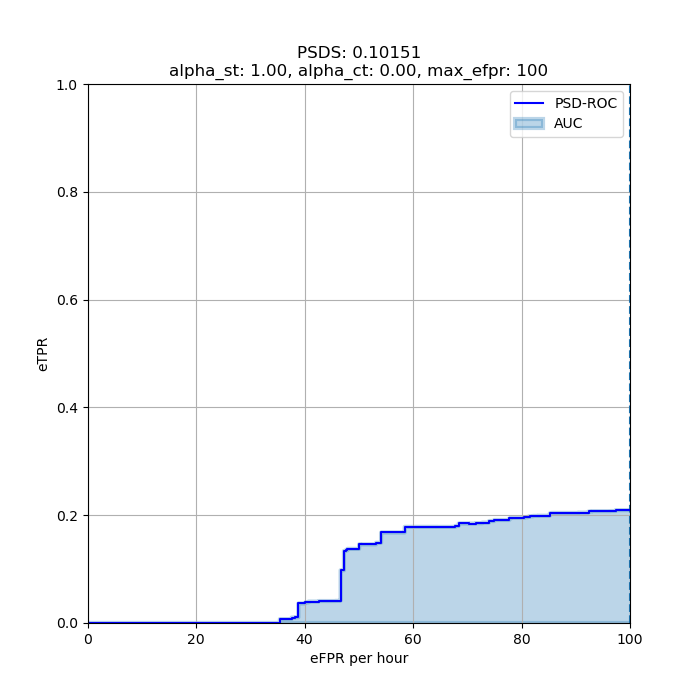 PSDS: 0.10151
alpha_st: 1.00, alpha_ct: 0.00, max_efpr: 100
PSD-ROC
AUC
1.0
0.8
0.6
0.4
0.2
0.0
eTPR
0 20 40 60 80 100
eFPR per hour